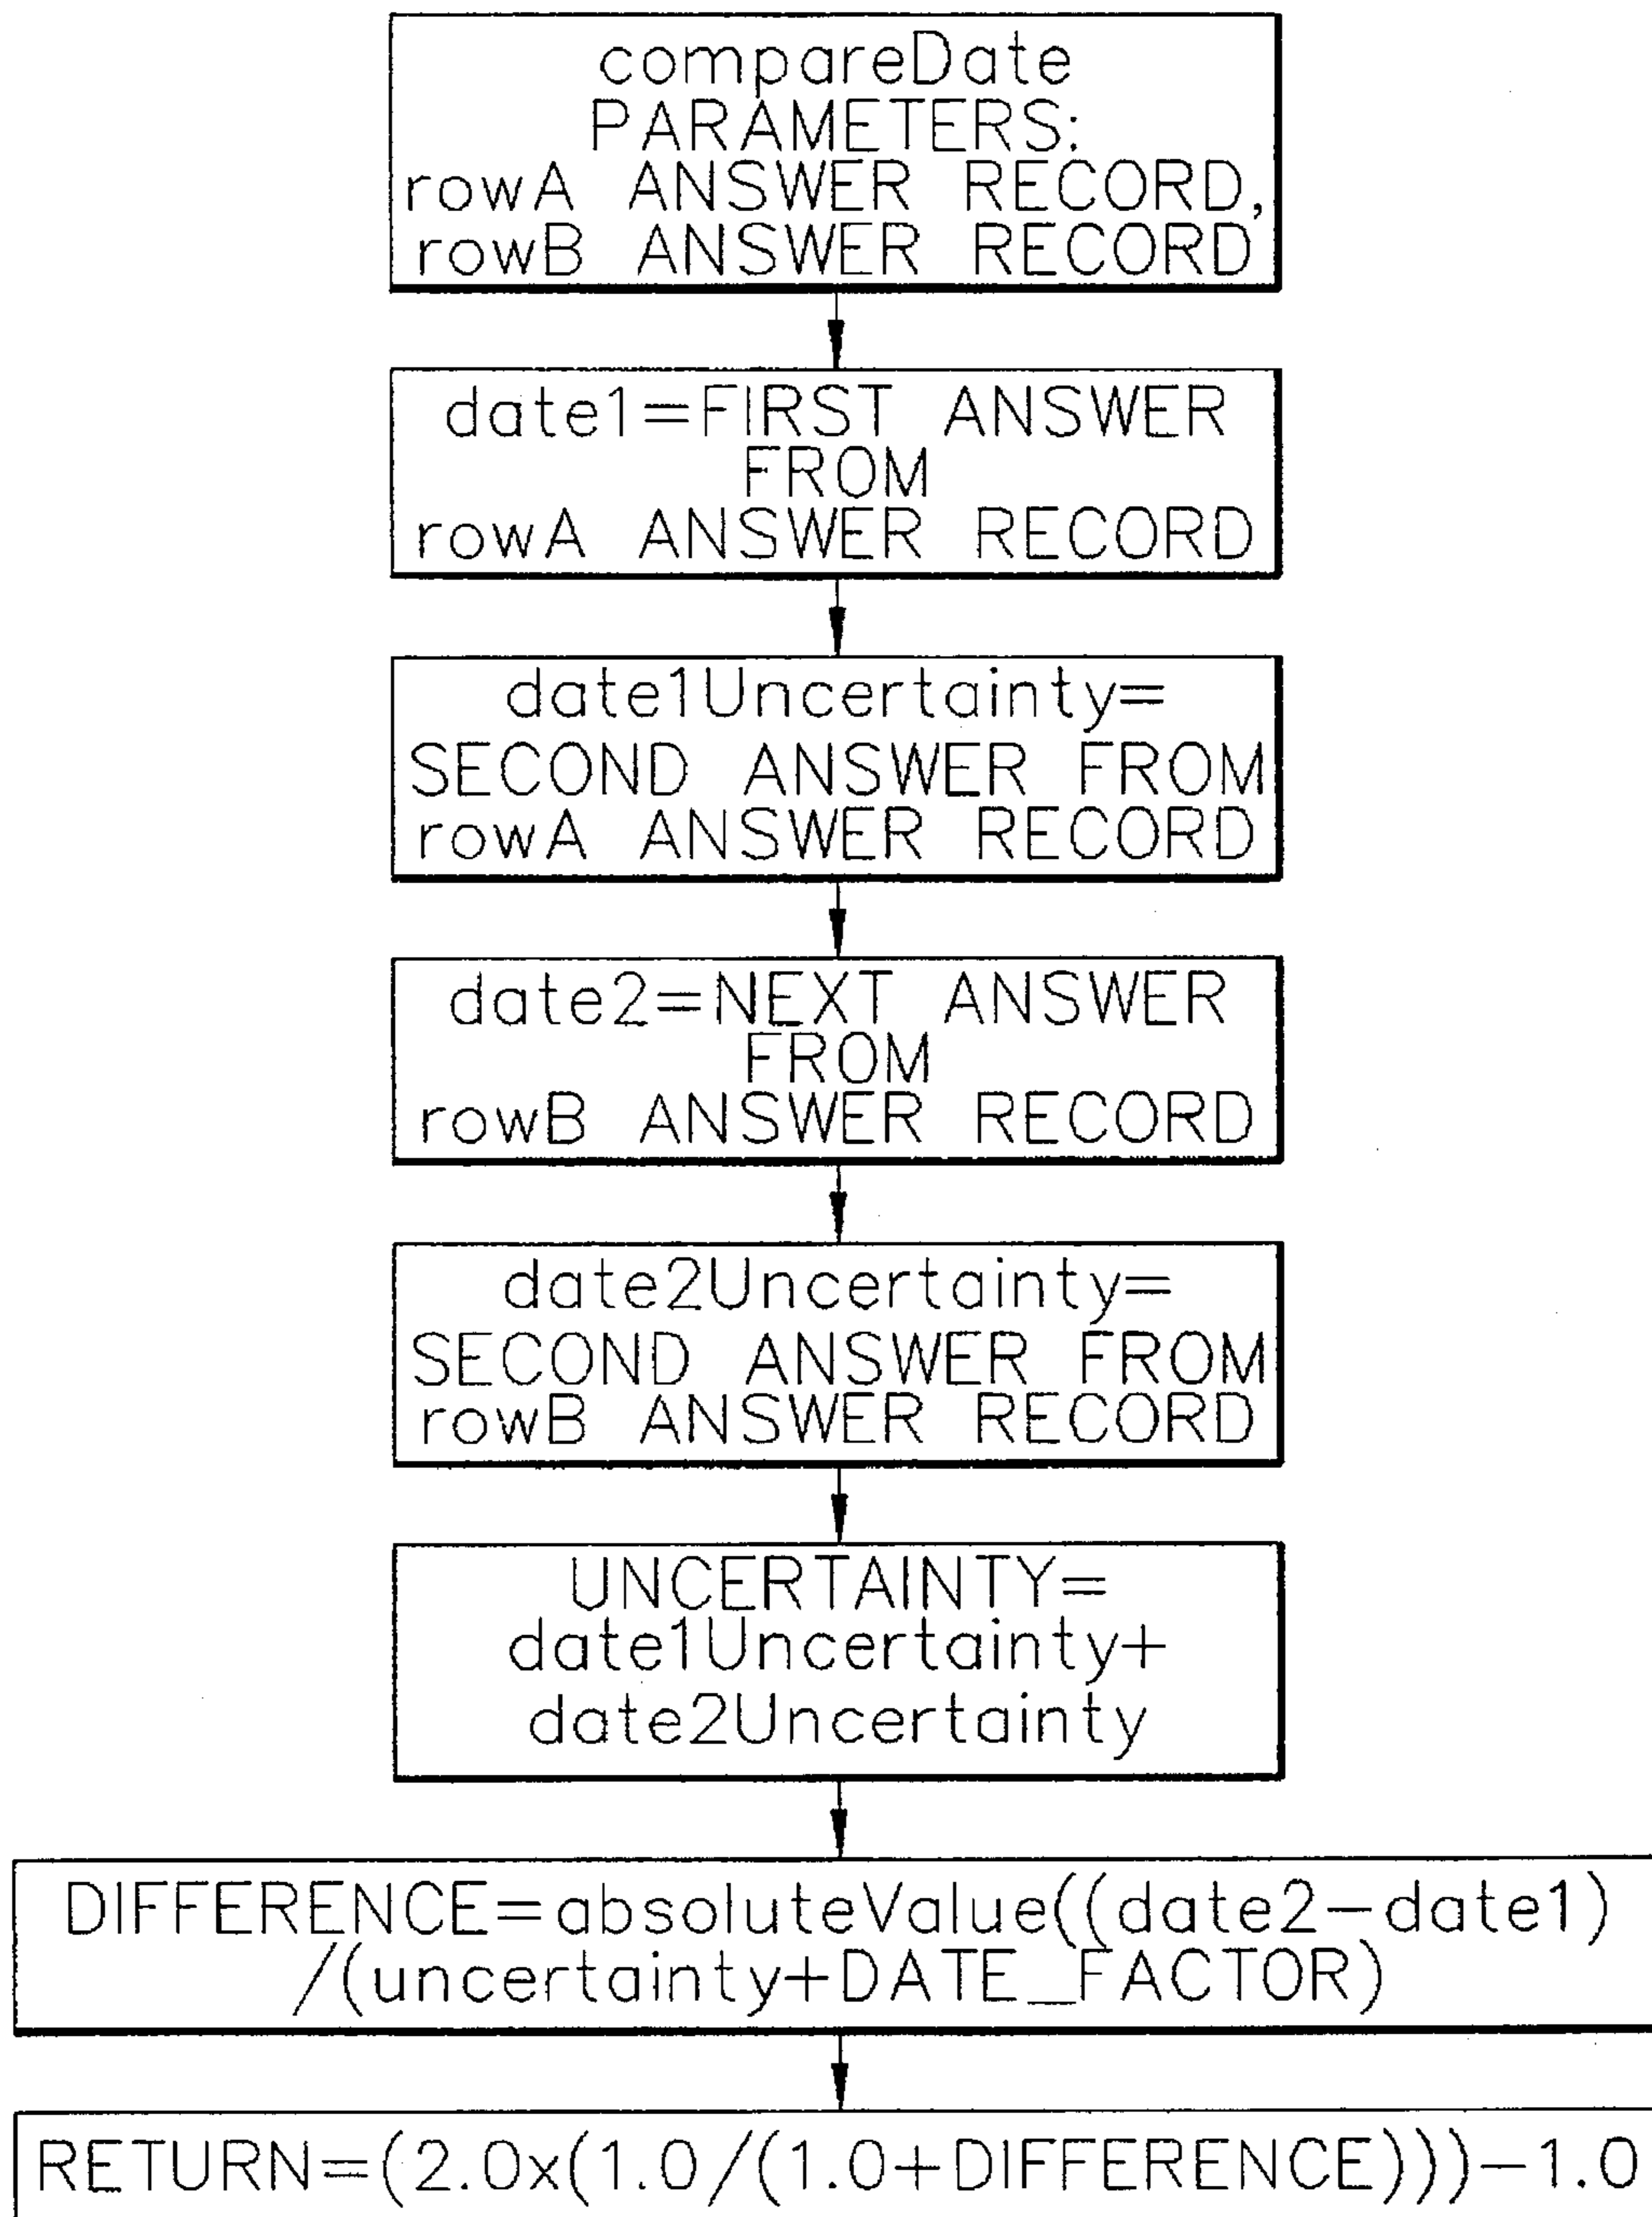 compareDate
PARAMETERS:
rowA ANSWER RECORD,
rowB ANSWER RECORD
date1=FIRST ANSWER
FROM
rowA ANSWER RECORD
date1Uncertainty=
SECOND ANSWER FROM
rowA ANSWER RECORD
date2=NEXT ANSWER
FROM
rowB ANSWER RECORD
date2Uncertainty=
SECOND ANSWER FROM
rowB ANSWER RECORD
UNCERTAINTY=
date1Uncertainty+
date2Uncertainty
DIFFERENCE=absoluteValue((date2-date1)
/(uncertainty+DATE_FACTOR)
RETURN=(2.0x(1.0/(1.0+DIFFERENCE)))-1.0